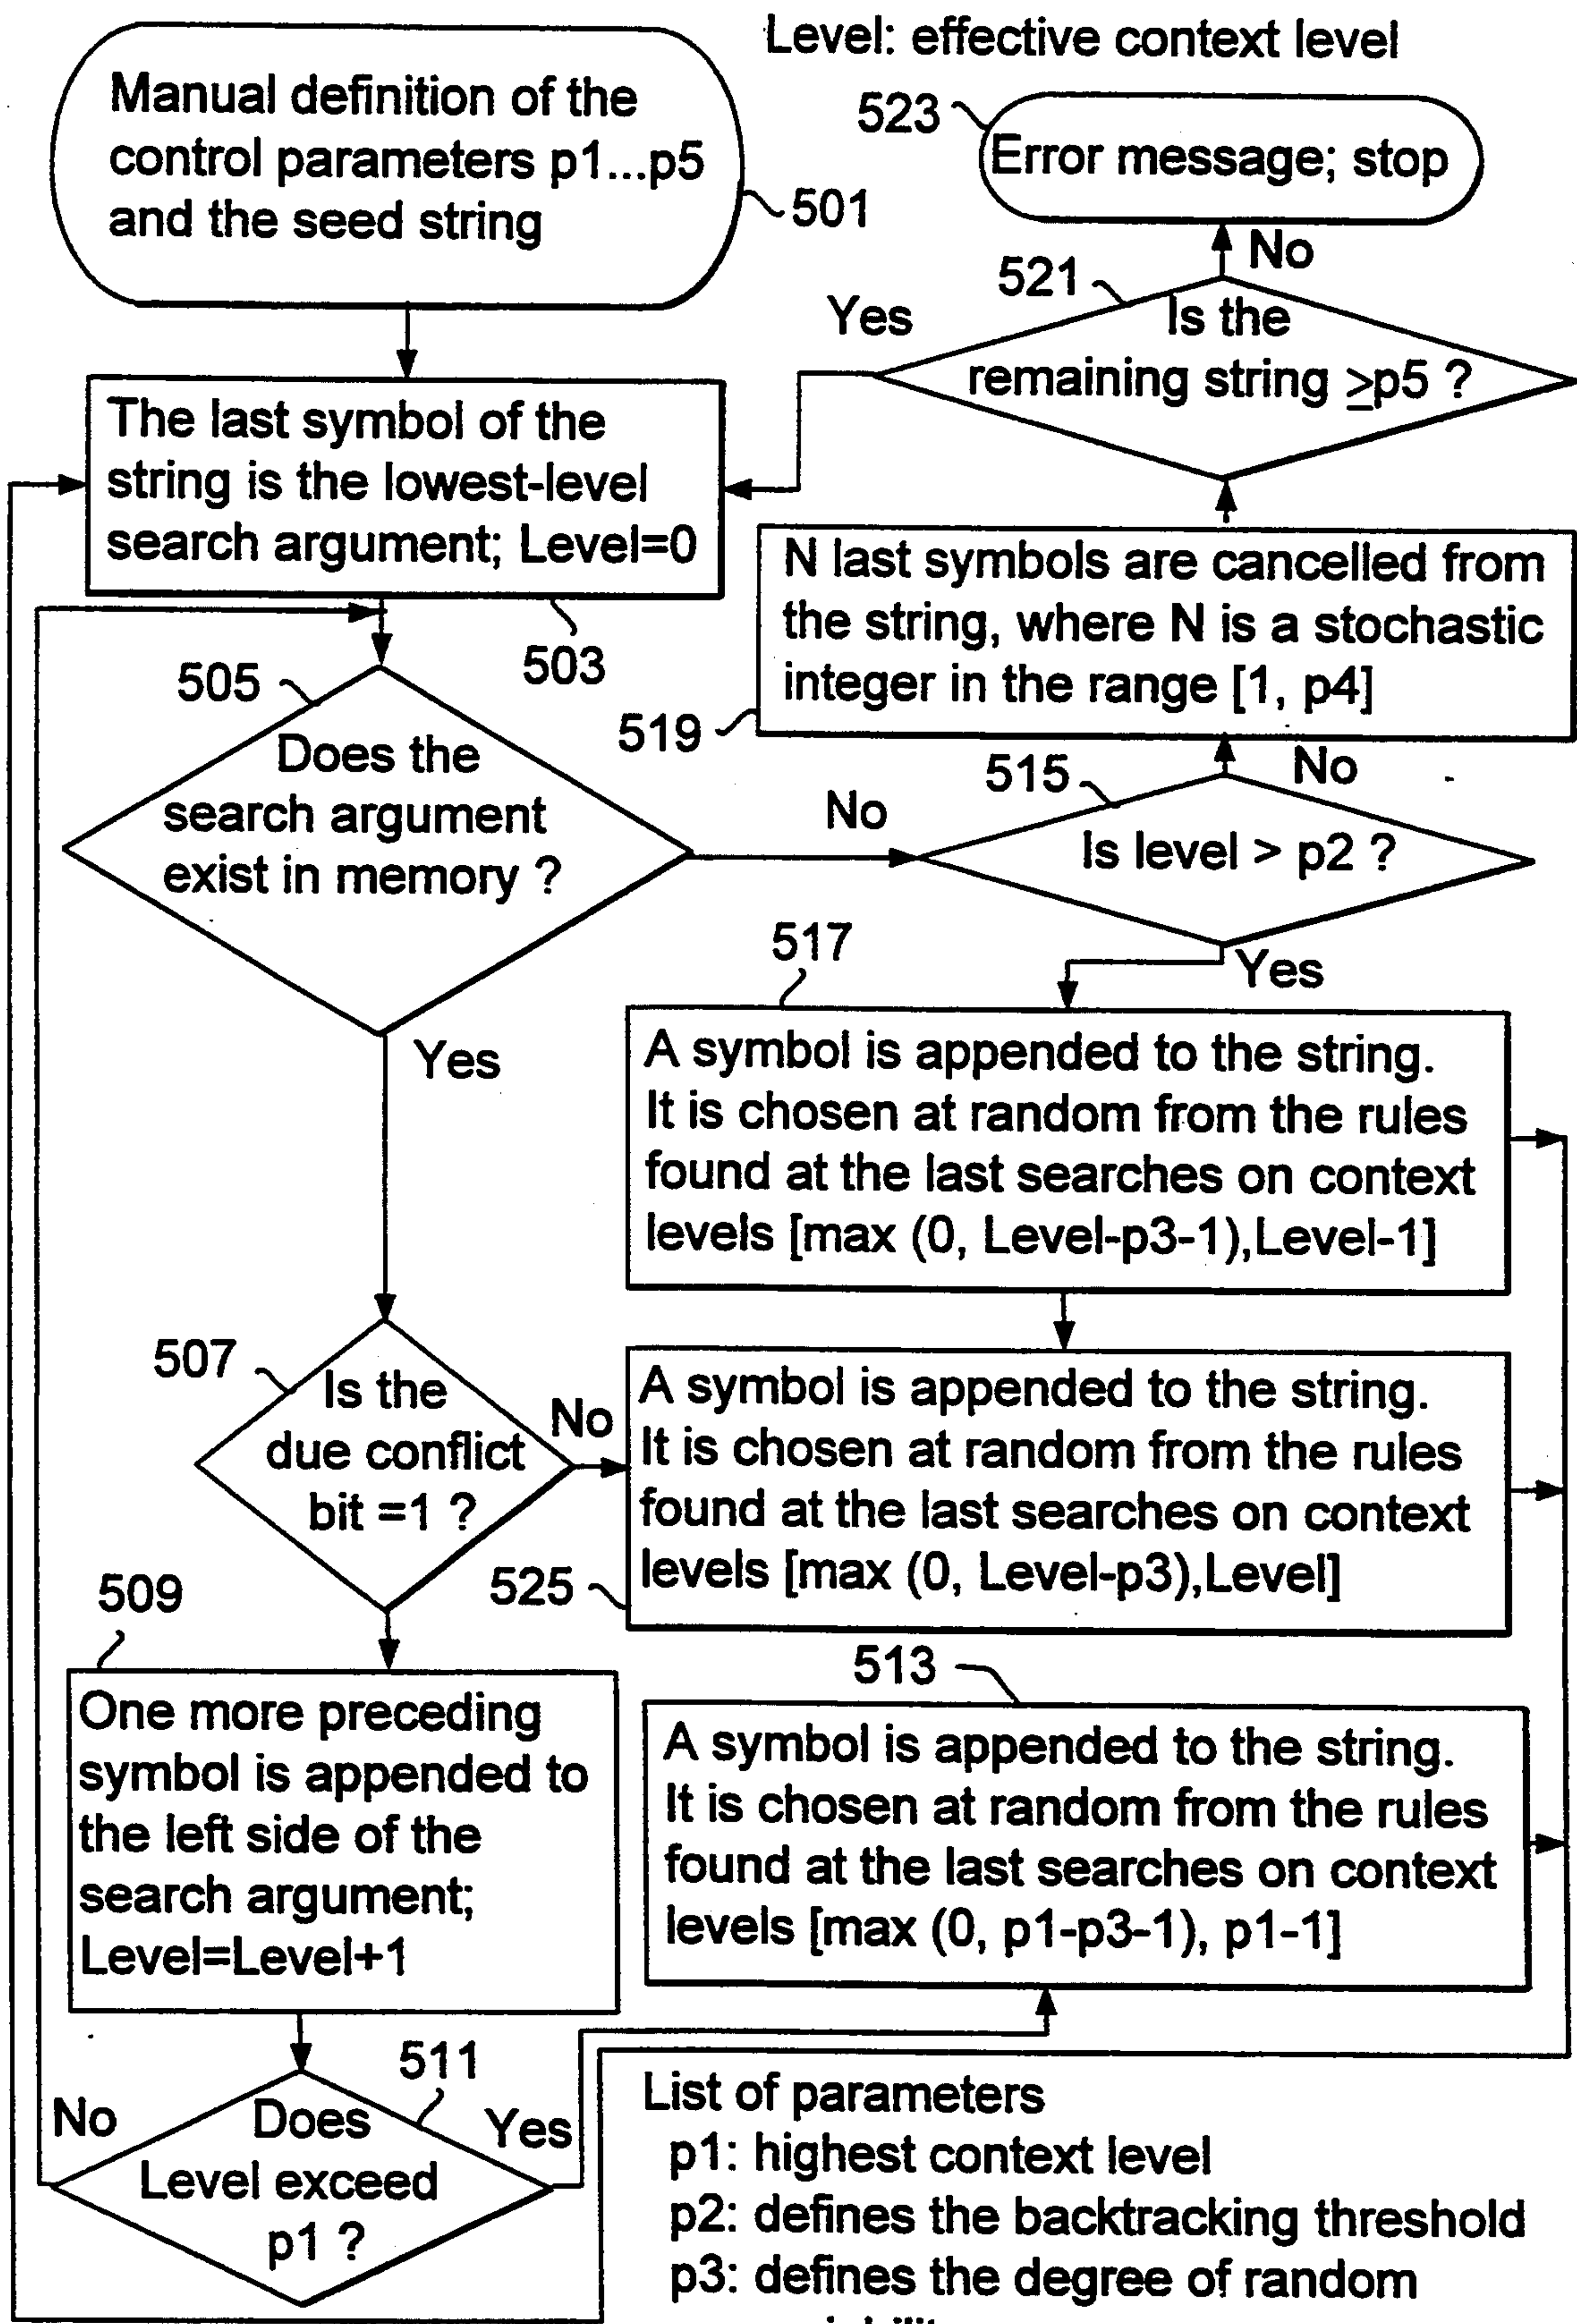 Level: effective context level
Manual definition of the
control parameters p1...p5
and the seed string
501
523
Error message; stop
No
521
Yes
Is the
remaining string ≥p5 ?
The last symbol of the
string is the lowest-level
search argument; Level=0
503
N last symbols are cancelled from
the string, where N is a stochastic
integer in the range [1, p4]
519
505
Does the
search argument
exist in memory ?
No
515
No
Is level > p2 ?
Yes
Yes
517
A symbol is appended to the string.
It is chosen at random from the rules
found at the last searches on context
levels [max (0, Level-p3-1),Level-1]
507
Is the
due conflict
bit =1 ?
No
A symbol is appended to the string.
It is chosen at random from the rules
found at the last searches on context
levels [max (0, Level-p3),Level]
525
509
One more preceding
symbol is appended to
the left side of the
search argument;
Level=Level+1
513
A symbol is appended to the string.
It is chosen at random from the rules
found at the last searches on context
levels [max (0, p1-p3-1), p1-1]
511
No
Does
Level exceed
p1 ?
Yes
List of parameters
p1: highest context level
p2: defines the backtracking threshold
p3: defines the degree of random